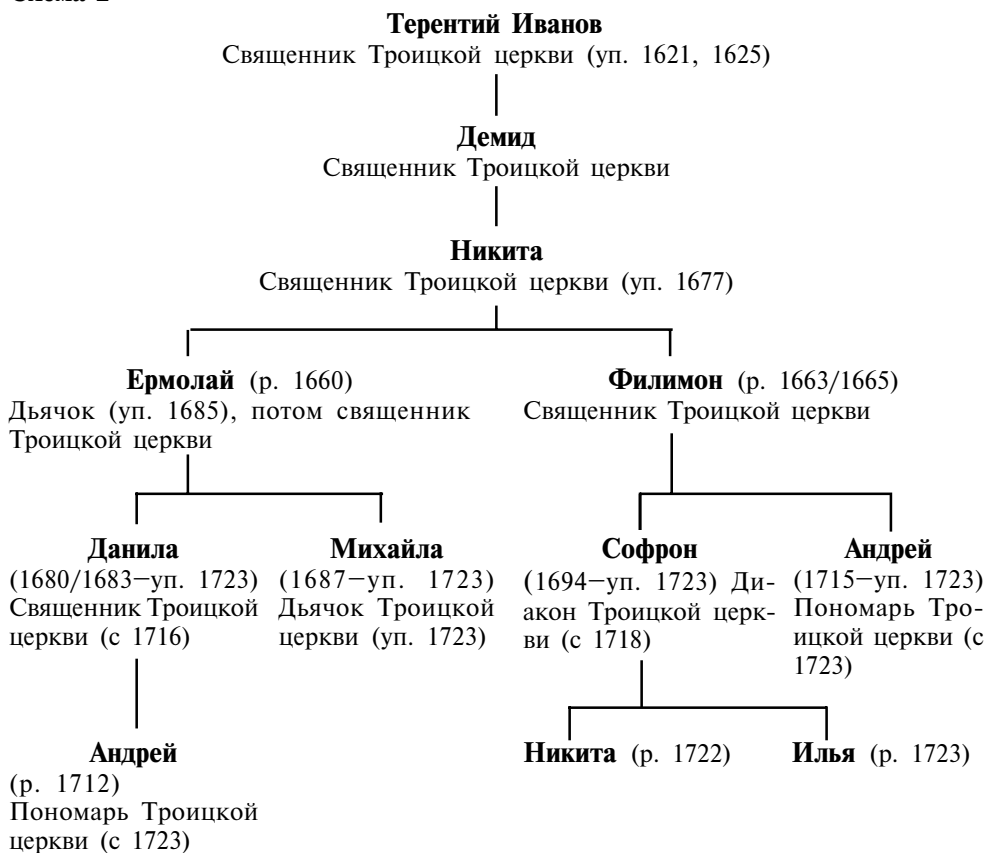 Терентий Иванов
Священник Троицкой церкви (уп. 1621, 1625)
Демид
Священник Троицкой церкви
Никита
Священник Троицкой церкви (уп. 1677)
Ермолай (р. 1660)
Дьячок (уп. 1685), потом священник
Троицкой церкви
Филимон (р. 1663/1665)
Священник Троицкой церкви
Данила
(1680/1683−уп. 1723)
Священник Троицкой
церкви (с 1716)
Михайла
(1687−уп. 1723)
Дьячок Троицкой
церкви (уп. 1723)
Софрон
(1694−уп. 1723) Ди-
акон Троицкой церк-
ви (с 1718)
Андрей
(1715−уп. 1723)
Пономарь Тро-
ицкой церкви (с
1723)
Андрей
(р. 1712)
Пономарь Троицкой
церкви (с 1723)
Никита (р. 1722)
Илья (р. 1723)